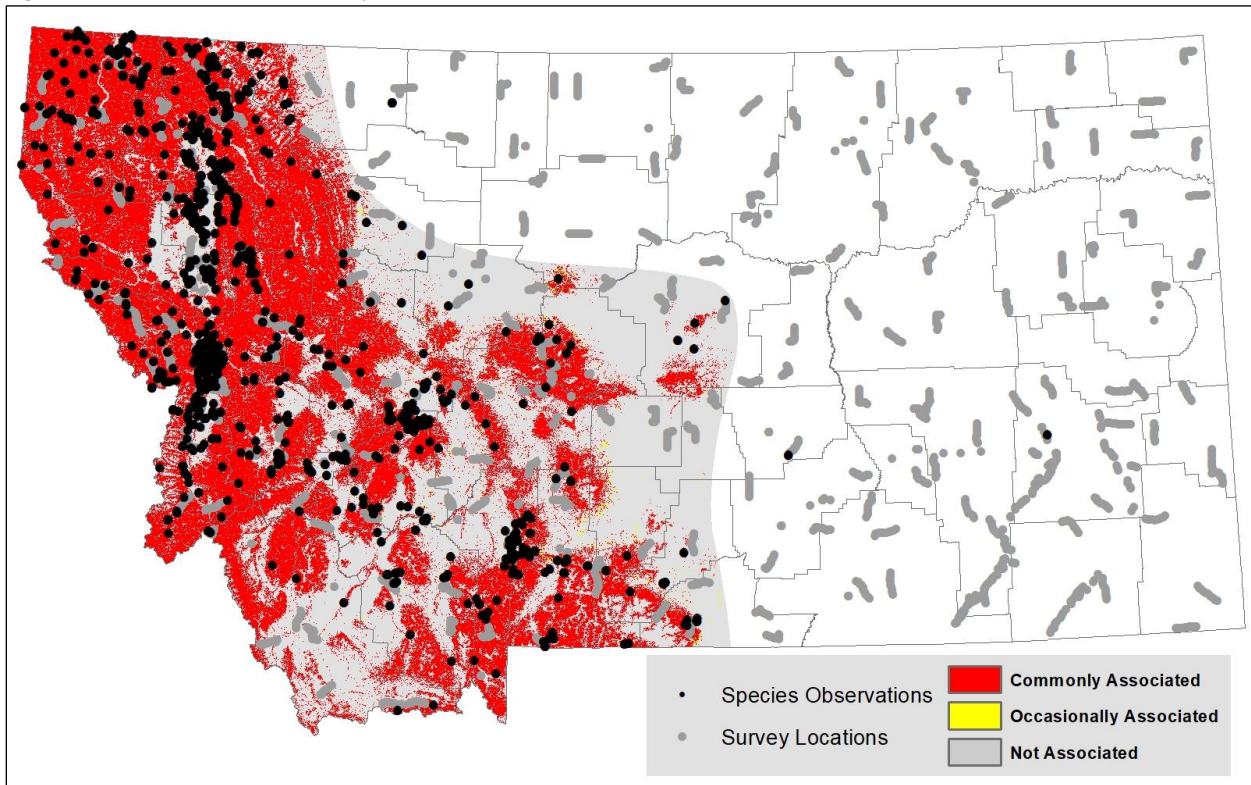 Species Observations
Survey Locations
Commonly Associated
Occasionally Associated
Not Associated